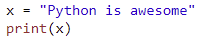 x = "Python is awesome"
print(x)